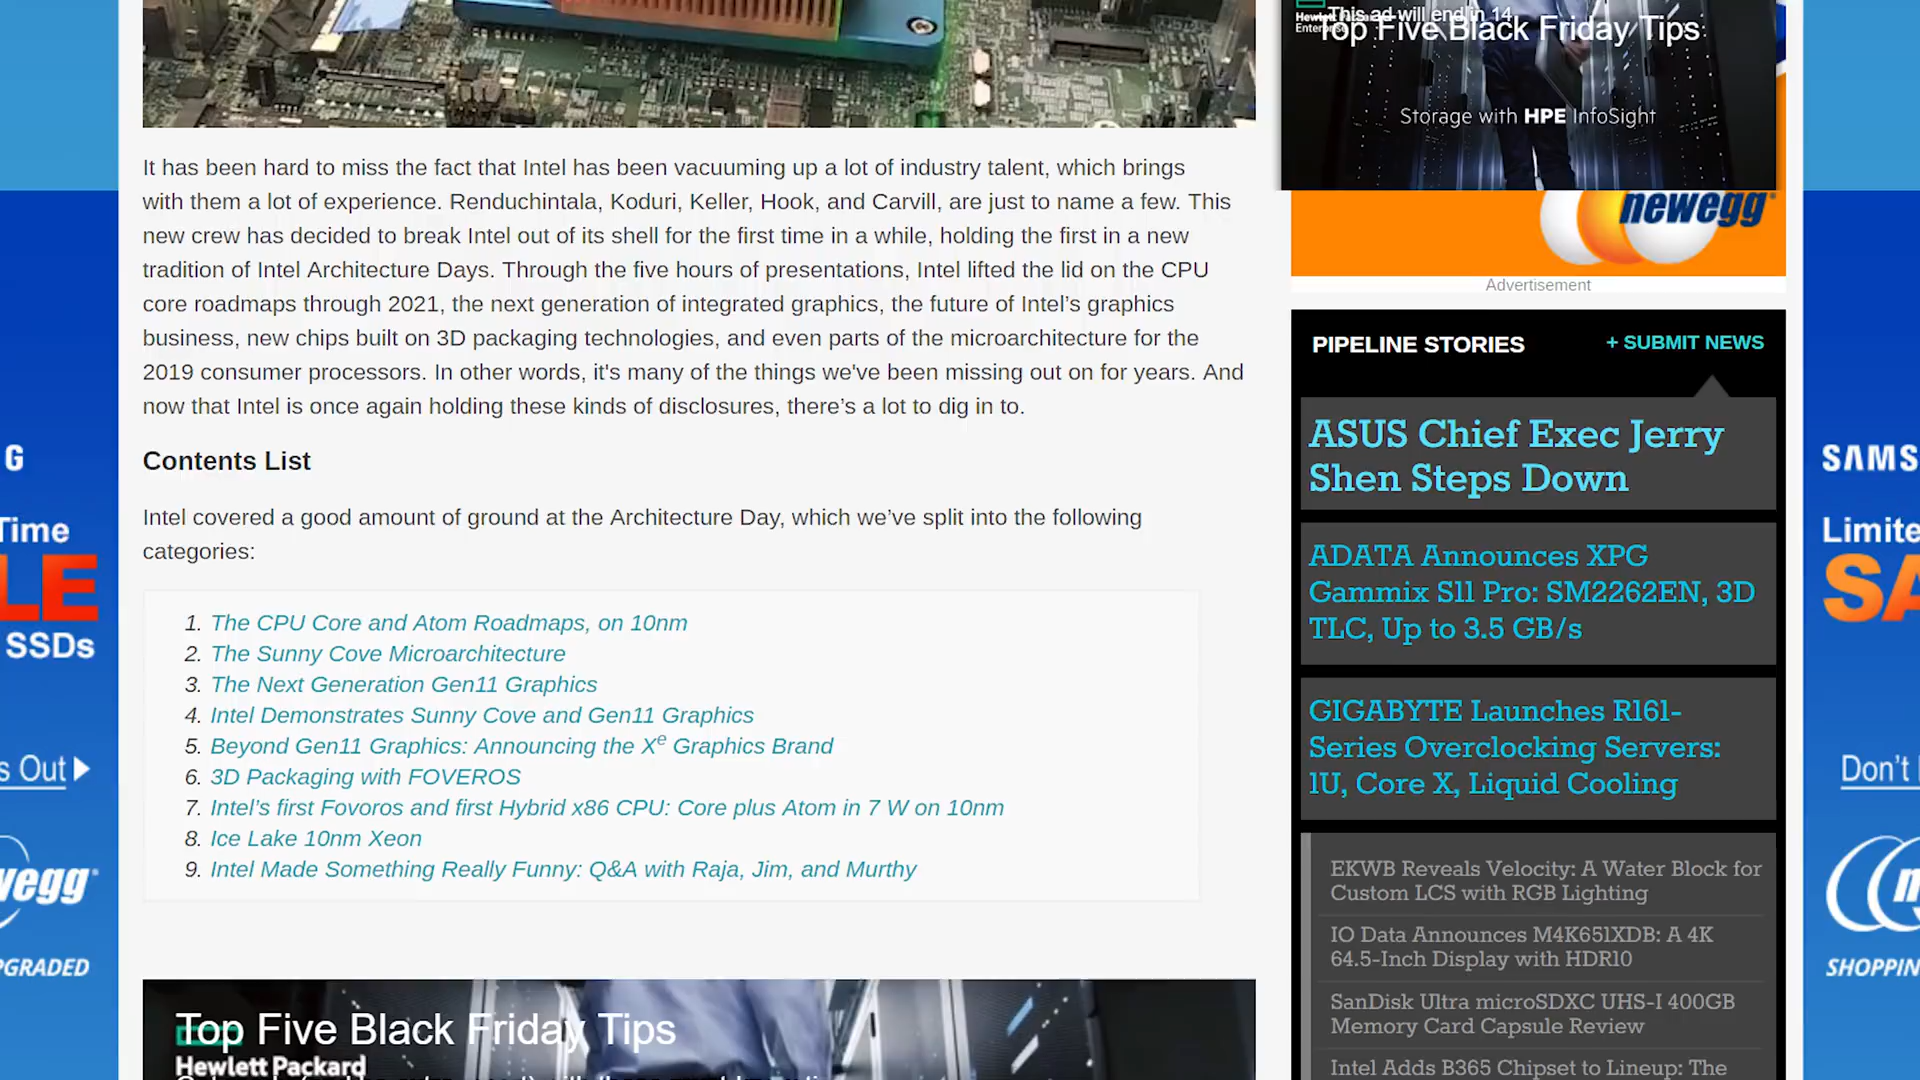 This ad will end in 14
Hewlett Packard
Enterprise
Top Five Black Friday Tips
Storage with HPE InfoSight
newegg
Advertisement
It has been hard to miss the fact that Intel has been vacuuming up a lot of industry talent, which brings
with them a lot of experience. Renduchintala, Koduri, Keller, Hook, and Carvill, are just to name a few. This
new crew has decided to break Intel out of its shell for the first time in a while, holding the first in a new
tradition of Intel Architecture Days. Through the five hours of presentations, Intel lifted the lid on the CPU
core roadmaps through 2021, the next generation of integrated graphics, the future of Intel’s graphics
business, new chips built on 3D packaging technologies, and even parts of the microarchitecture for the
2019 consumer processors. In other words, it's many of the things we've been missing out on for years. And
now that Intel is once again holding these kinds of disclosures, there’s a lot to dig in to.
Contents List
Intel covered a good amount of ground at the Architecture Day, which we’ve split into the following
categories:
1. The CPU Core and Atom Roadmaps, on 10nm
2. The Sunny Cove Microarchitecture
3. The Next Generation Gen11 Graphics
4. Intel Demonstrates Sunny Cove and Gen11 Graphics
5. Beyond Gen11 Graphics: Announcing the Xe Graphics Brand
6. 3D Packaging with FOVEROS
7. Intel’s first Fovoros and first Hybrid x86 CPU: Core plus Atom in 7 W on 10nm
8. Ice Lake 10nm Xeon
9. Intel Made Something Really Funny: Q&A with Raja, Jim, and Murthy
Top Five Black Friday Tips
Hewlett Packard
PIPELINE STORIES
+ SUBMIT NEWS
ASUS Chief Exec Jerry
Shen Steps Down
ADATA Announces XPG
Gammix S11 Pro: SM2262EN, 3D
TLC, Up to 3.5 GB/s
GIGABYTE Launches R161-
Series Overclocking Servers:
1U, Core X, Liquid Cooling
EKWB Reveals Velocity: A Water Block for
Custom LCS with RGB Lighting
IO Data Announces M4K651XDB: A 4K
64.5-Inch Display with HDR10
SanDisk Ultra microSDXC UHS-I 400GB
Memory Card Capsule Review
Intel Adds B365 Chipset to Lineup: The
G
Time
LE
SSDs
s Out
wegg
PGRADED
SAMS
Limite
SA
Don’t
n
SHOPPIN